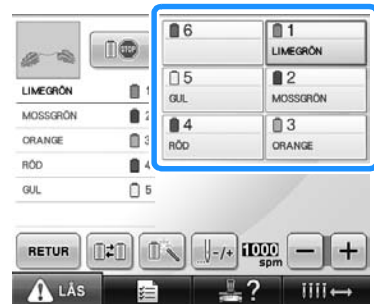 6
1
LIMEGRÖN
LIMEGRÖN 1
5
GUL
2
MOSSGRÖN
MOSSGRÖN 2
4
RÖD
3
ORANGE
ORANGE 3
RÖD 4
GUL 5
STOP
RETUR
-/+
1000
spm
−
+
LÅS
?